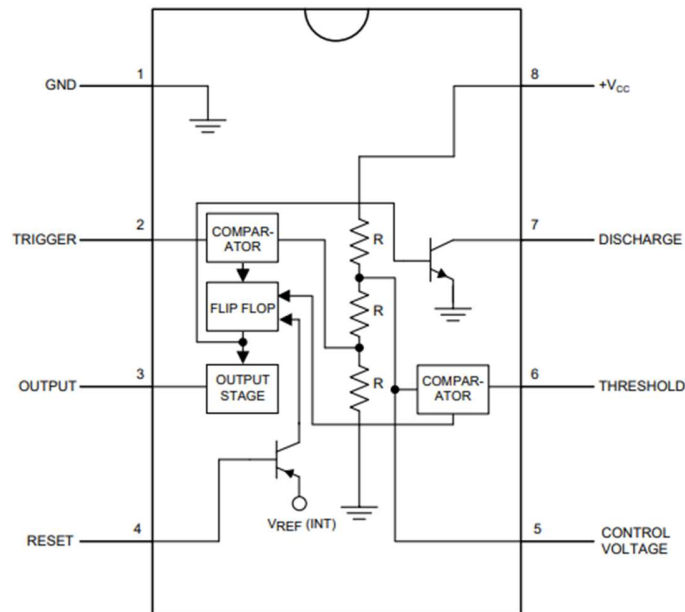 1
GND
8
+VCC
2
TRIGGER
COMPAR-
ATOR
R
7
DISCHARGE
FLIP FLOP
R
3
OUTPUT
OUTPUT
STAGE
R
COMPAR-
ATOR
6
THRESHOLD
4
RESET
VREF (INT)
5
CONTROL
VOLTAGE